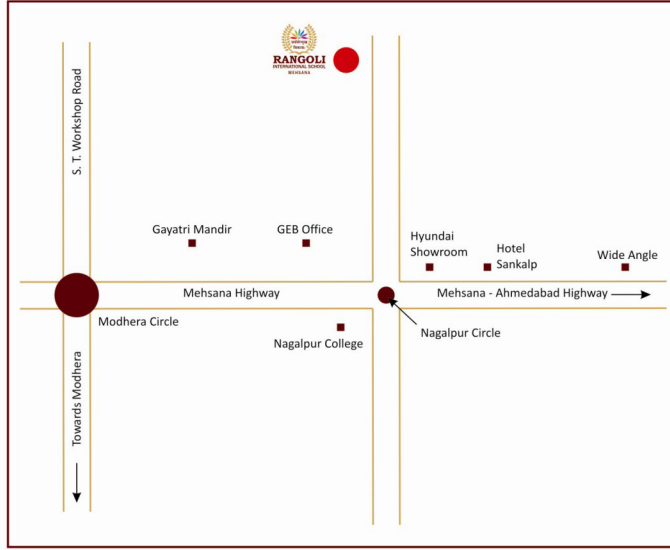 RANGOLI
INTERNATIONAL SCHOOL
MEHSANA
S. T. Workshop Road
Gayatri Mandir
GEB Office
Hyundai
Showroom
Hotel
Sankalp
Wide Angle
Mehsana Highway
Mehsana - Ahmedabad Highway
Modhera Circle
Nagalpur College
Nagalpur Circle
Towards Modhera